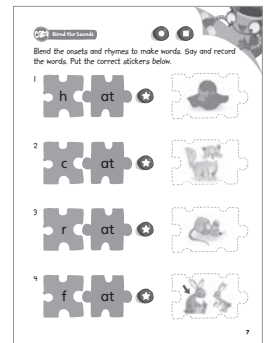 Blend the Sounds
Blend the onsets and rhymes to make words. Say and record
the words. Put the correct stickers below.
1
h at
2
c at
3
r at
4
f at
7